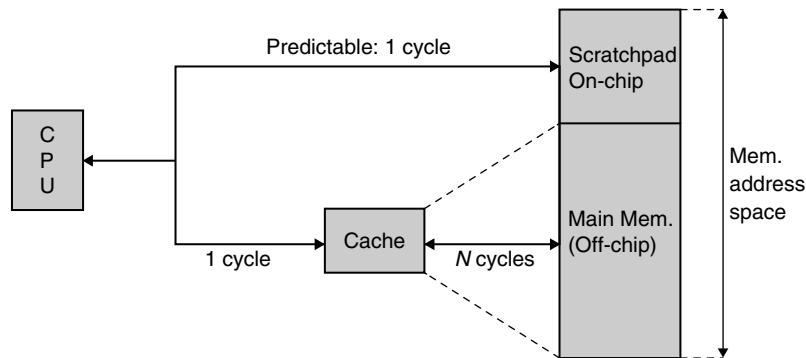 Predictable: 1 cycle
Scratchpad
On-chip
C
P
U
Mem.
address
space
Cache
Main Mem.
(Off-chip)
1 cycle
N cycles